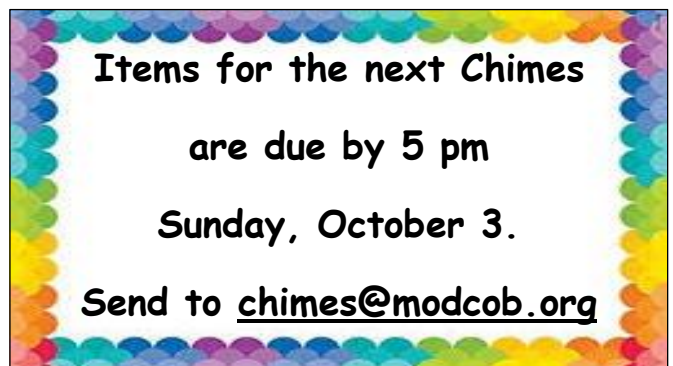 Items for the next Chimes
are due by 5 pm
Sunday, October 3.
Send to chimes@modcob.org